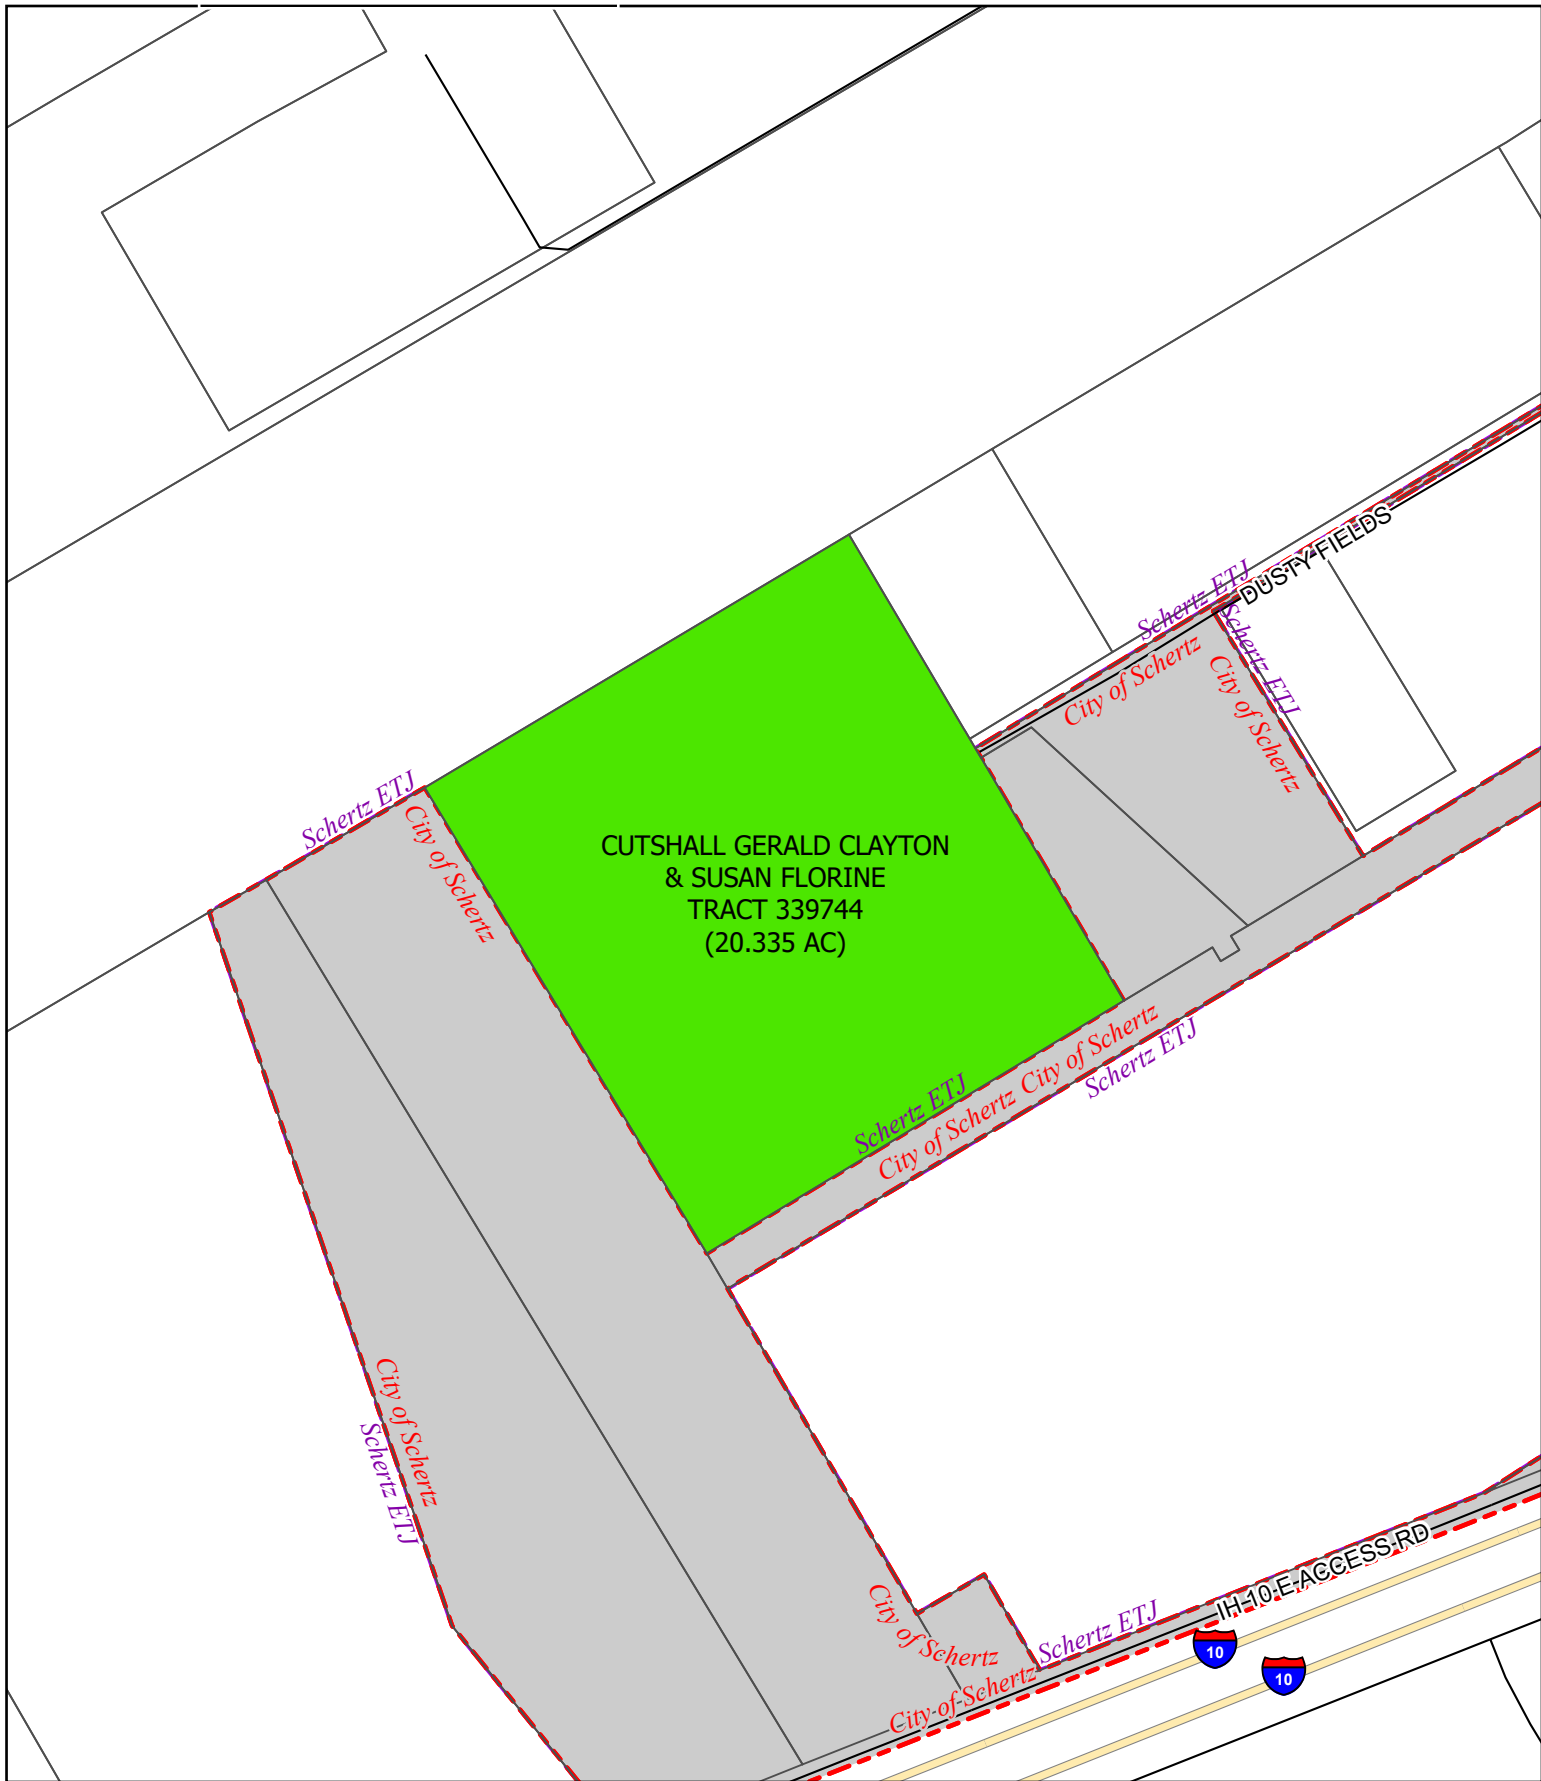 DUSTY FIELDS
Schertz ETJ
Schertz ETJ
City of Schertz
City of Schertz
Schertz ETJ
City of Schertz
CUTSHALL GERALD CLAYTON
& SUSAN FLORINE
TRACT 339744
(20.335 AC)
City of Schertz
Schertz ETJ
Schertz ETJ
City of Schertz
City of Schertz
Schertz ETJ
IH-10 E ACCESS RD
Schertz ETJ
City of Schertz
City of Schertz
10
10